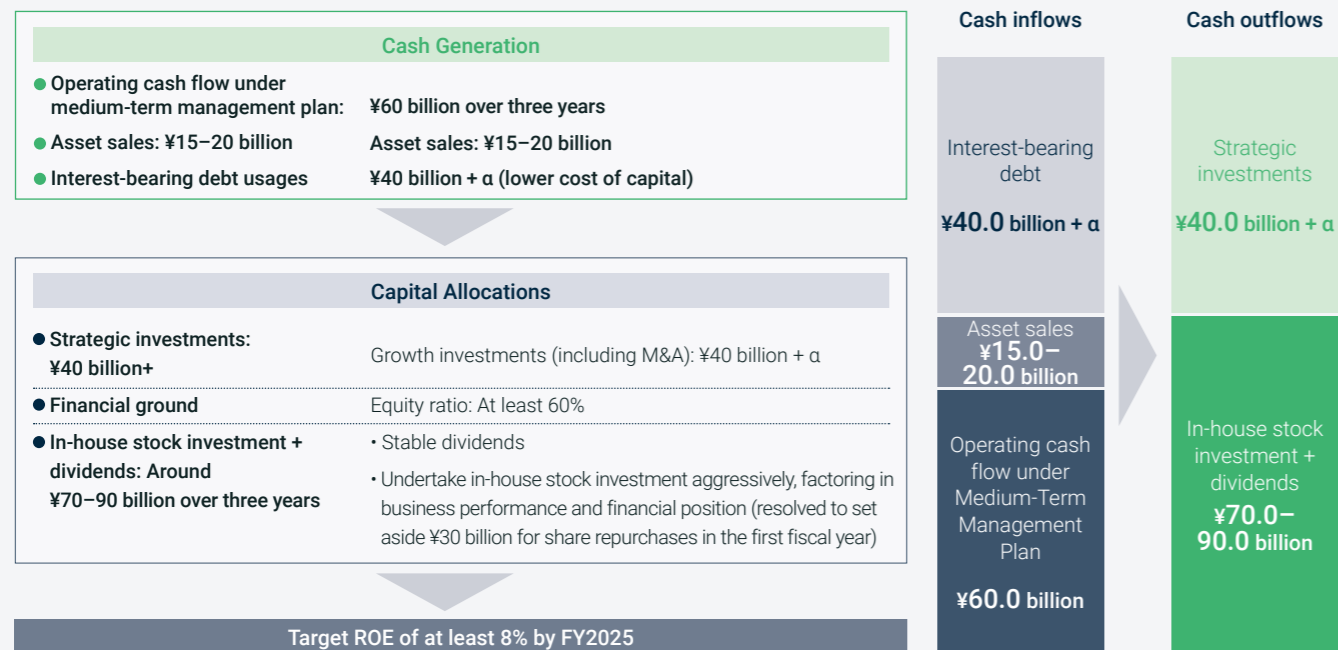 Cash Generation
● Operating cash flow under
medium-term management plan: ¥60 billion over three years
● Asset sales: ¥15–20 billion Asset sales: ¥15–20 billion
● Interest-bearing debt usages ¥40 billion + α (lower cost of capital)
Capital Allocations
● Strategic investments:
¥40 billion+
Growth investments (including M&A): ¥40 billion + α
● Financial ground Equity ratio: At least 60%
● In-house stock investment +
dividends: Around
¥70–90 billion over three years
• Stable dividends
• Undertake in-house stock investment aggressively, factoring in
business performance and financial position (resolved to set
aside ¥30 billion for share repurchases in the first fiscal year)
Target ROE of at least 8% by FY2025
Cash inflows
Interest-bearing
debt
¥40.0 billion + α
Asset sales
¥15.0–
20.0 billion
Operating cash
flow under
Medium-Term
Management
Plan
¥60.0 billion
Cash outflows
Strategic
investments
¥40.0 billion + α
In-house stock
investment +
dividends
¥70.0–
90.0 billion